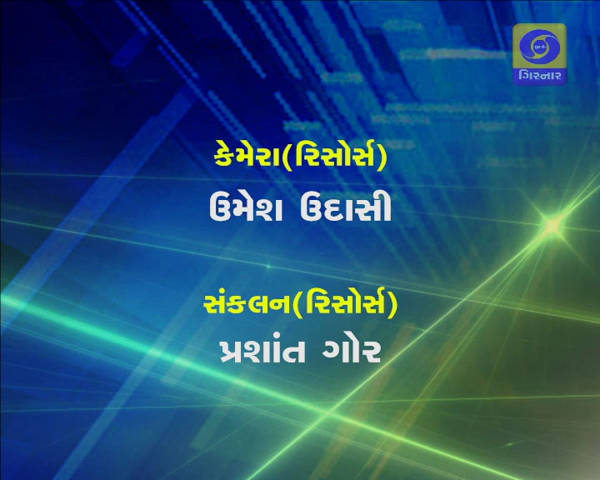 ગિરનાર
કેમેરા(રિસોર્સ)
ઉમેશ ઉદાસી
સંકલન(રિસોર્સ)
પ્રશાંત ગોર